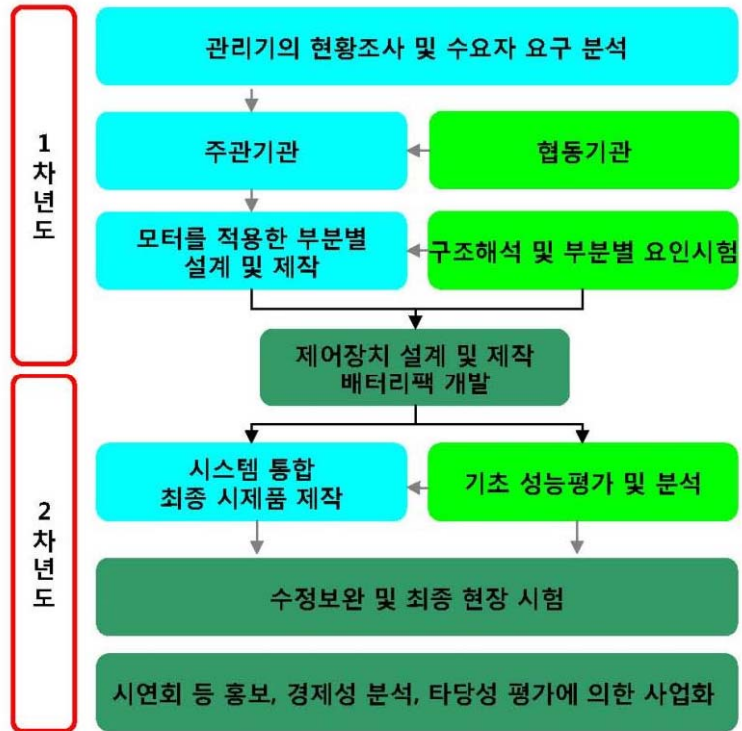 1
차
년
도
관리기의 현황조사 및 수요자 요구 분석
주관기관
협동기관
모터를 적용한 부분별
설계 및 제작
구조해석 및 부분별 요인시험
제어장치 설계 및 제작
배터리팩 개발
2
차
년
도
시스템 통합
최종 시제품 제작
기초 성능평가 및 분석
수정보완 및 최종 현장 시험
시연회 등 홍보, 경제성 분석, 타당성 평가에 의한 사업화